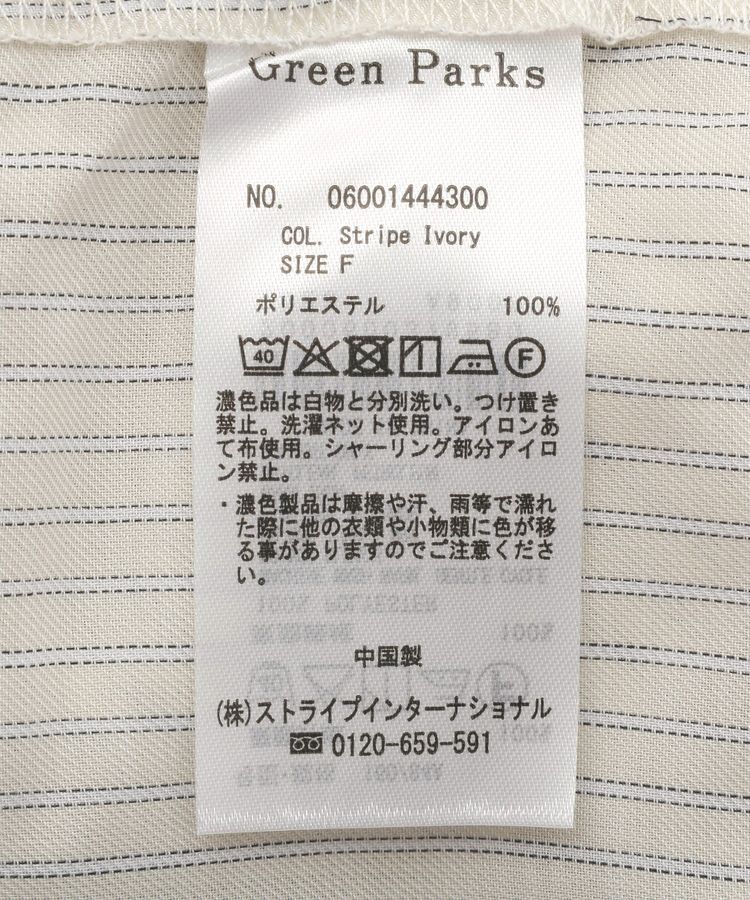 Green Parks
NO. 06001444300
COL. Stripe Ivory
SIZE F
ポリエステル 100%
40 F
濃色品は白物と分別洗い。つけ置き
禁止。洗濯ネット使用。アイロンあ
て布使用。シャーリング部分アイロ
ン禁止。
・濃色製品は摩擦や汗、雨等で濡れ
た際に他の衣類や小物類に色が移
る事がありますのでご注意くださ
い。
中国製
(株)ストライプインターナショナル
0120-659-591